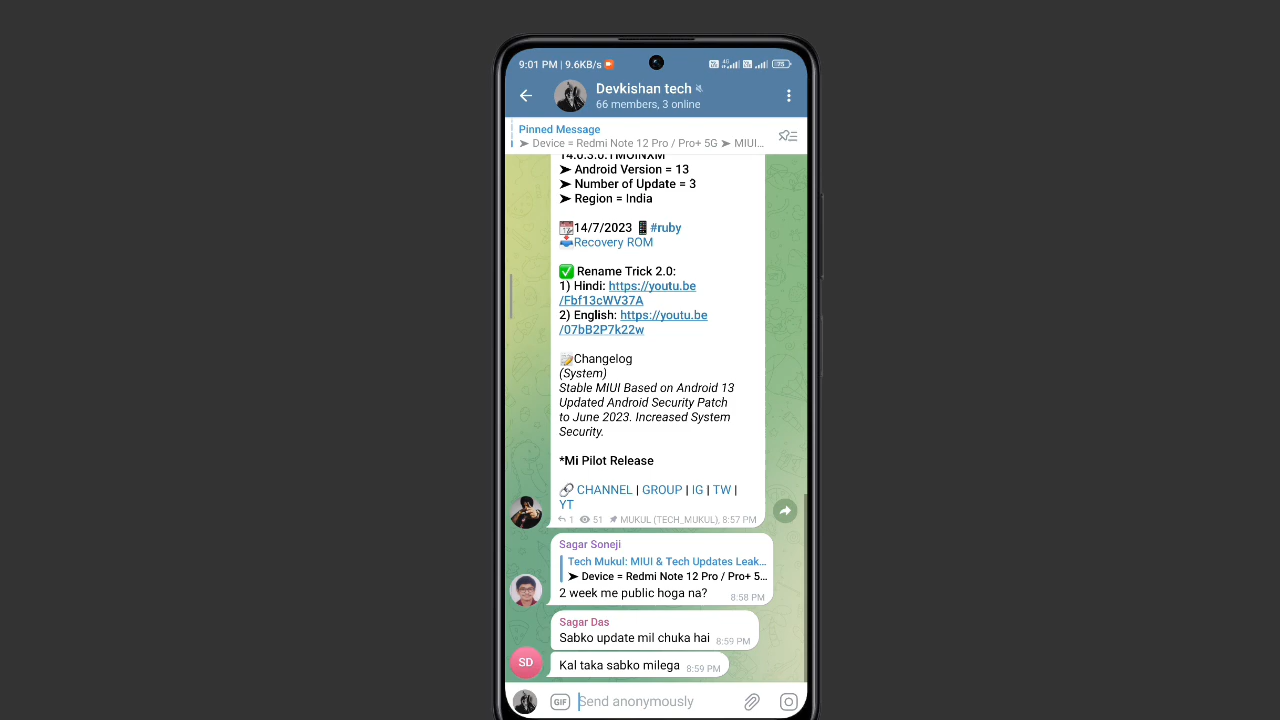 9:01 PM | 9.6KB/s
Devkishan tech
66 members, 3 online
Pinned Message
➤ Device = Redmi Note 12 Pro / Pro+ 5G ➤ MIUI...
➤ Android Version = 13
➤ Number of Update = 3
➤ Region = India
📆14/7/2023 📱#ruby
📥Recovery ROM
✅ Rename Trick 2.0:
1) Hindi: https://youtu.be
/Fbf13cWV37A
2) English: https://youtu.be
/07bB2P7k22w
📝Changelog
(System)
Stable MIUI Based on Android 13
Updated Android Security Patch
to June 2023. Increased System
Security.
*Mi Pilot Release
🔗 CHANNEL | GROUP | IG | TW |
YT
1 51 MUKUL (TECH_MUKUL), 8:57 PM
Sagar Soneji
Tech Mukul: MIUI & Tech Updates Leak...
➤ Device = Redmi Note 12 Pro / Pro+ 5...
2 week me public hoga na? 8:58 PM
Sagar Das
Sabko update mil chuka hai 8:59 PM
SD
Kal taka sabko milega 8:59 PM
GIF Send anonymously